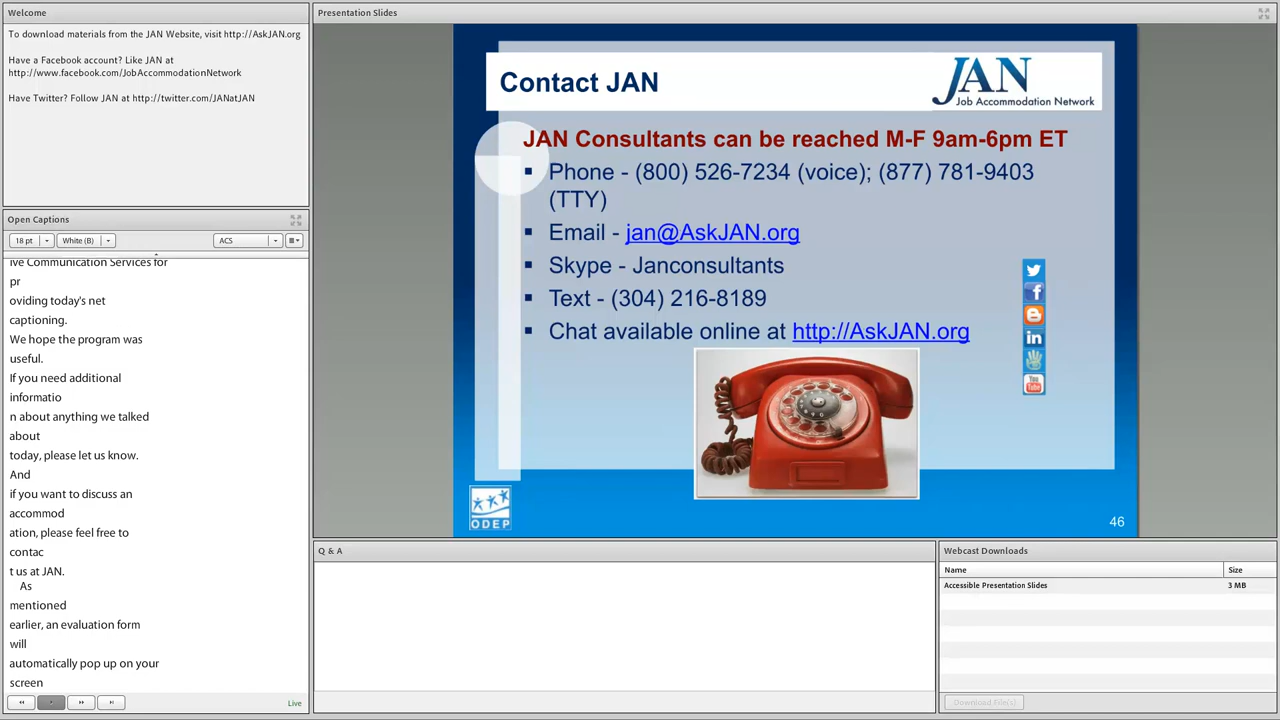 Welcome
To download materials from the JAN Website, visit http://AskJAN.org
Have a Facebook account? Like JAN at
http://www.facebook.com/JobAccommodationNetwork
Have Twitter? Follow JAN at http://twitter.com/JANatJAN
Open Captions
18 pt
White (B)
ACS
ive Communication Services for
pr
oviding today's net
captioning.
We hope the program was
useful.
If you need additional
informatio
n about anything we talked
about
today, please let us know.
And
if you want to discuss an
accommod
ation, please feel free to
contac
t us at JAN.
As
mentioned
earlier, an evaluation form
will
automatically pop up on your
screen
Live
Presentation Slides
Contact JAN
JAN
Job Accommodation Network
JAN Consultants can be reached M-F 9am-6pm ET
▪ Phone - (800) 526-7234 (voice); (877) 781-9403
(TTY)
▪ Email - jan@AskJAN.org
▪ Skype - Janconsultants
▪ Text - (304) 216-8189
▪ Chat available online at http://AskJAN.org
in
You
Tube
ODEP
46
Q & A
Webcast Downloads
Name Size
Accessible Presentation Slides 3 MB
Download File(s)